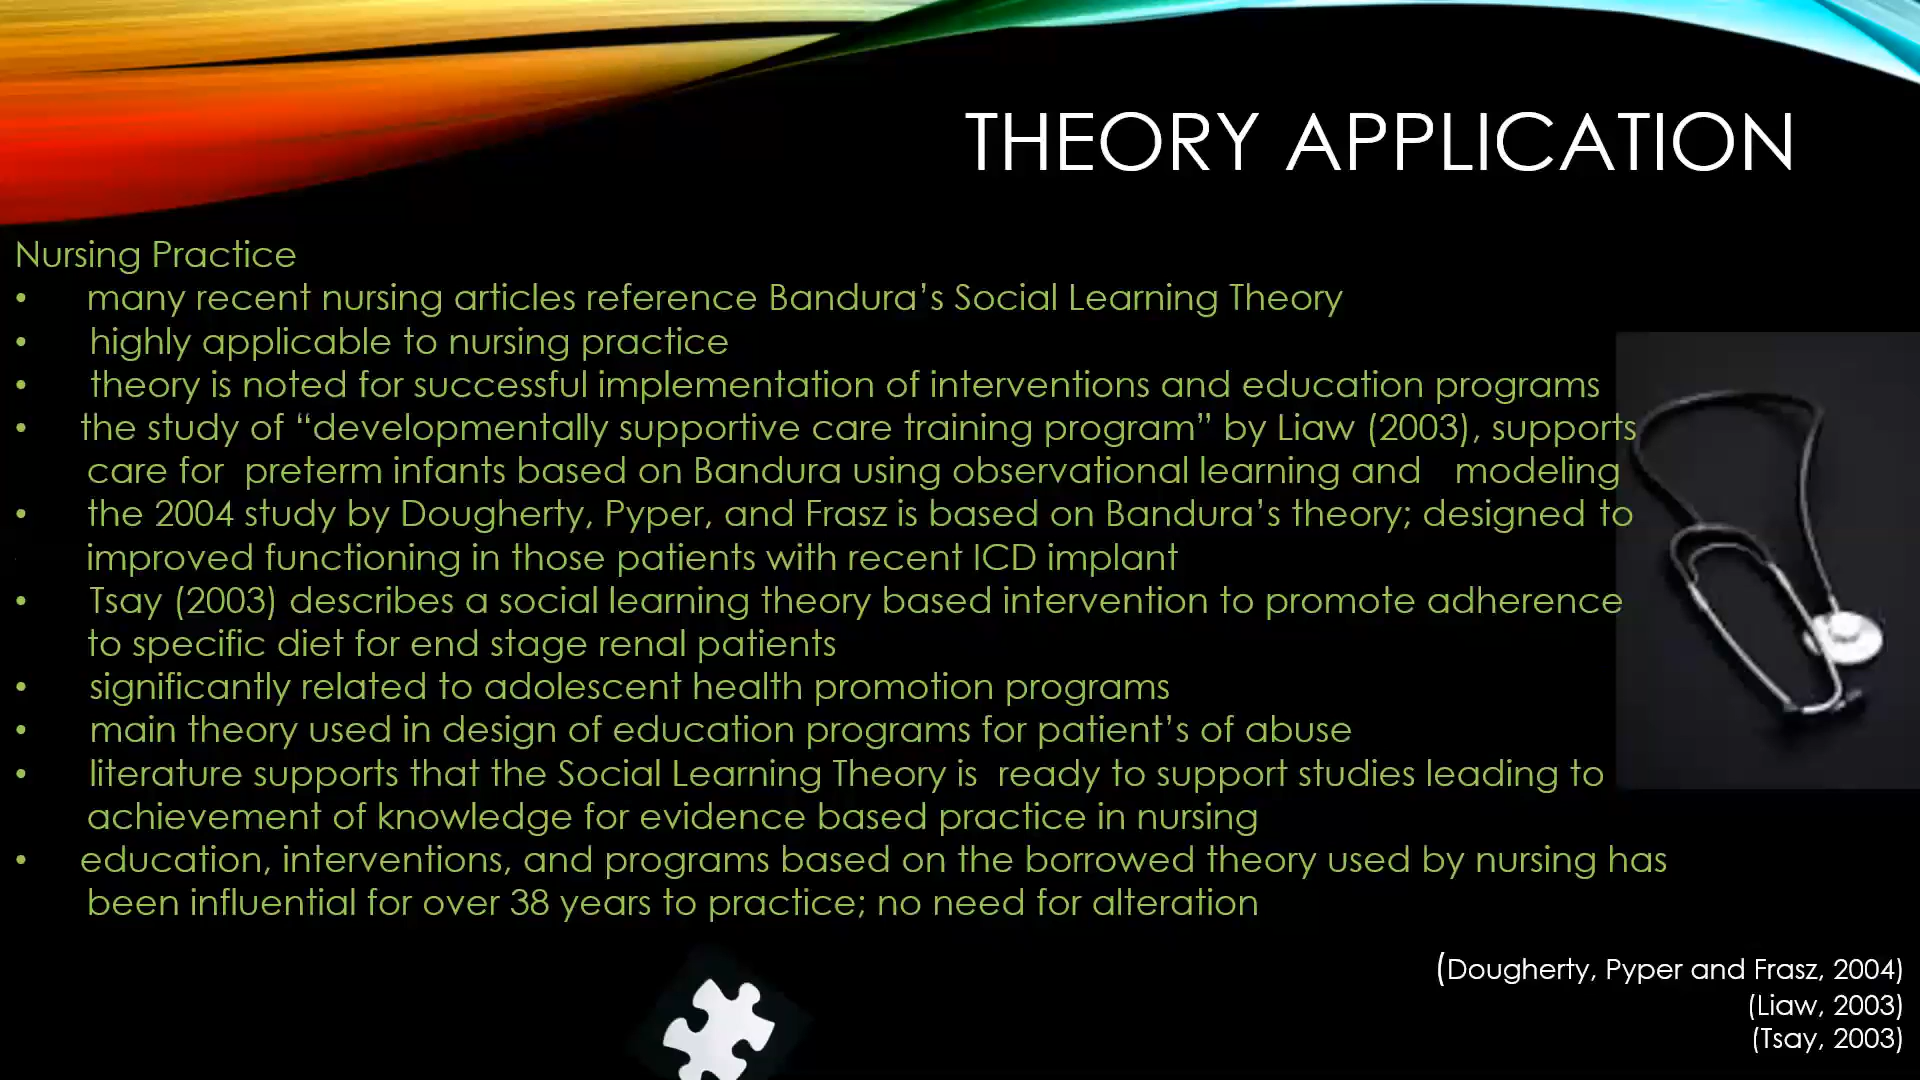 THEORY APPLICATION
Nursing Practice
• many recent nursing articles reference Bandura’s Social Learning Theory
• highly applicable to nursing practice
• theory is noted for successful implementation of interventions and education programs
• the study of “developmentally supportive care training program” by Liaw (2003), supports
care for preterm infants based on Bandura using observational learning and modeling
• the 2004 study by Dougherty, Pyper, and Frasz is based on Bandura’s theory; designed to
improved functioning in those patients with recent ICD implant
• Tsay (2003) describes a social learning theory based intervention to promote adherence
to specific diet for end stage renal patients
• significantly related to adolescent health promotion programs
• main theory used in design of education programs for patient’s of abuse
• literature supports that the Social Learning Theory is ready to support studies leading to
achievement of knowledge for evidence based practice in nursing
• education, interventions, and programs based on the borrowed theory used by nursing has
been influential for over 38 years to practice; no need for alteration
(Dougherty, Pyper and Frasz, 2004)
(Liaw, 2003)
(Tsay, 2003)